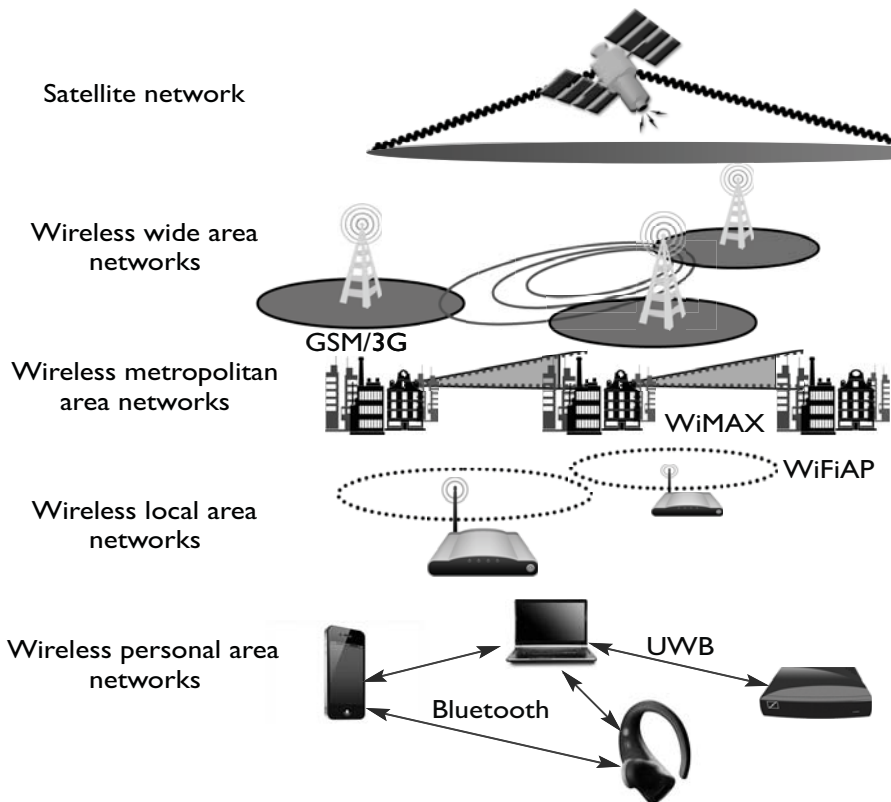 Satellite network
Wireless wide area
networks
GSM/3G
Wireless metropolitan
area networks
WiMAX
WiFiAP
Wireless local area
networks
Wireless personal area
networks
UWB
Bluetooth